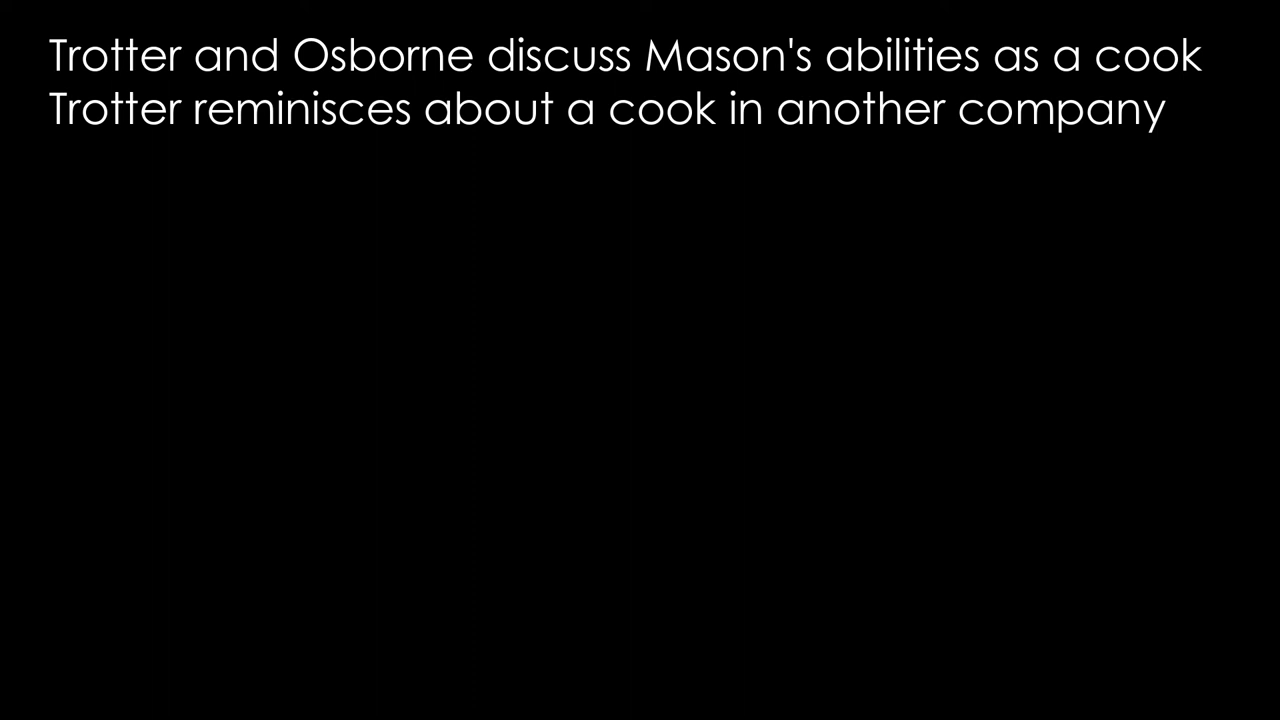 Trotter and Osborne discuss Mason's abilities as a cook
Trotter reminisces about a cook in another company